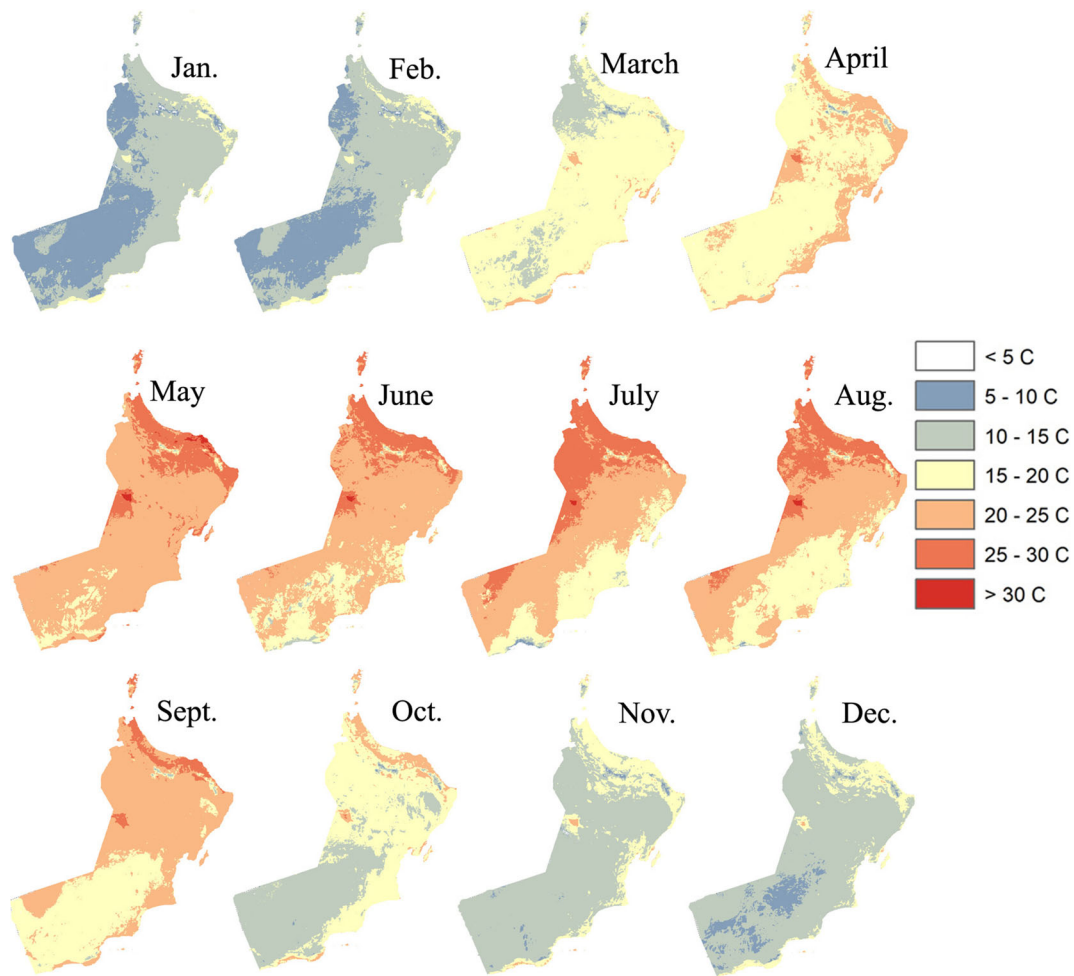 Jan.
Feb.
March
April
May
June
July
Aug.
< 5 C
5 - 10 C
10 - 15 C
15 - 20 C
20 - 25 C
25 - 30 C
> 30 C
Sept.
Oct.
Nov.
Dec.